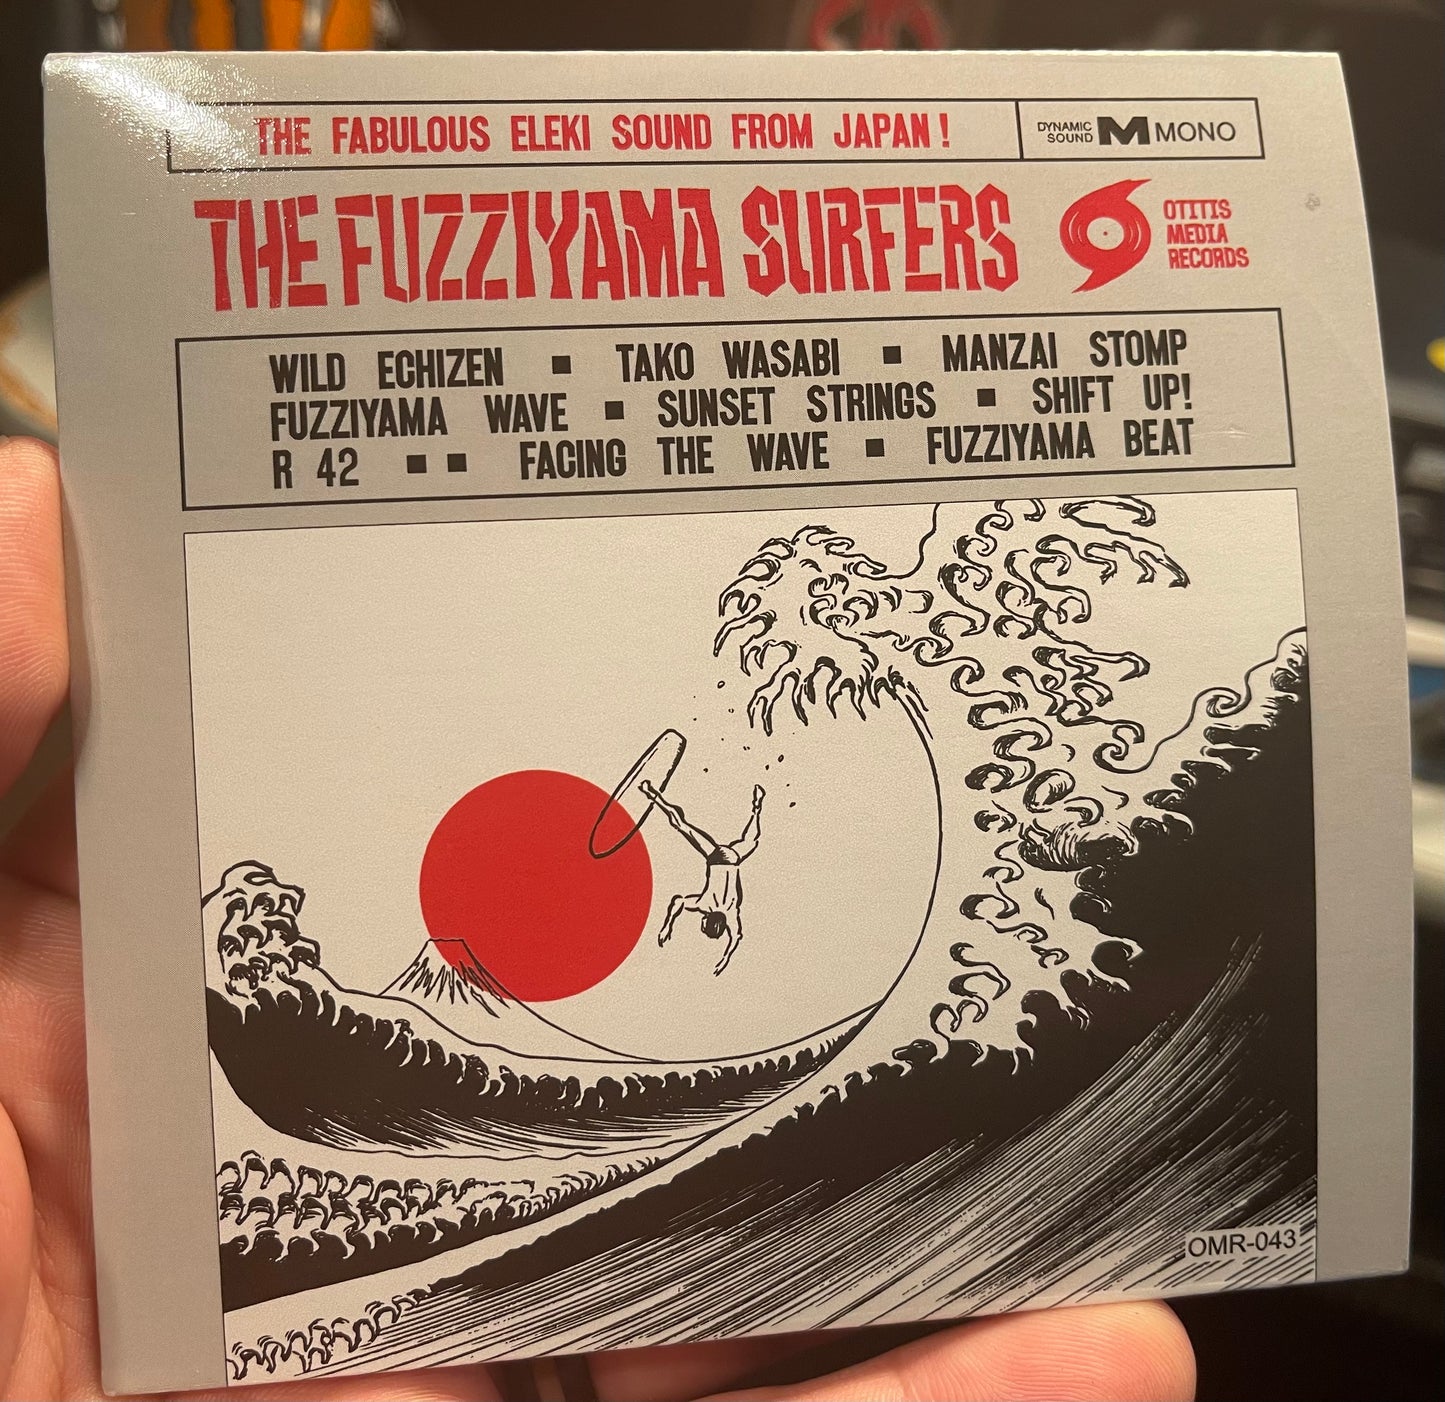 THE FABULOUS ELEKI SOUND FROM JAPAN!
DYNAMIC
SOUND M MONO
THE FUZZIYAMA SURFERS
OTITIS
MEDIA
RECORDS
WILD ECHIZEN ■ TAKO WASABI ■ MANZAI STOMP
FUZZIYAMA WAVE ■ SUNSET STRINGS ■ SHIFT UP!
R 42 ■ ■ FACING THE WAVE ■ FUZZIYAMA BEAT
OMR-043